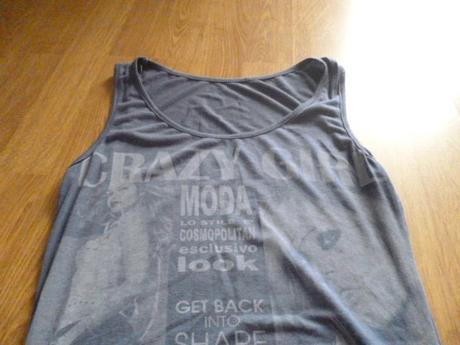 CRAZY GIRL
MODA
LO STILE E
COSMOPOLITAN
esclusivo
look
GET BACK
INTO
SHAPE